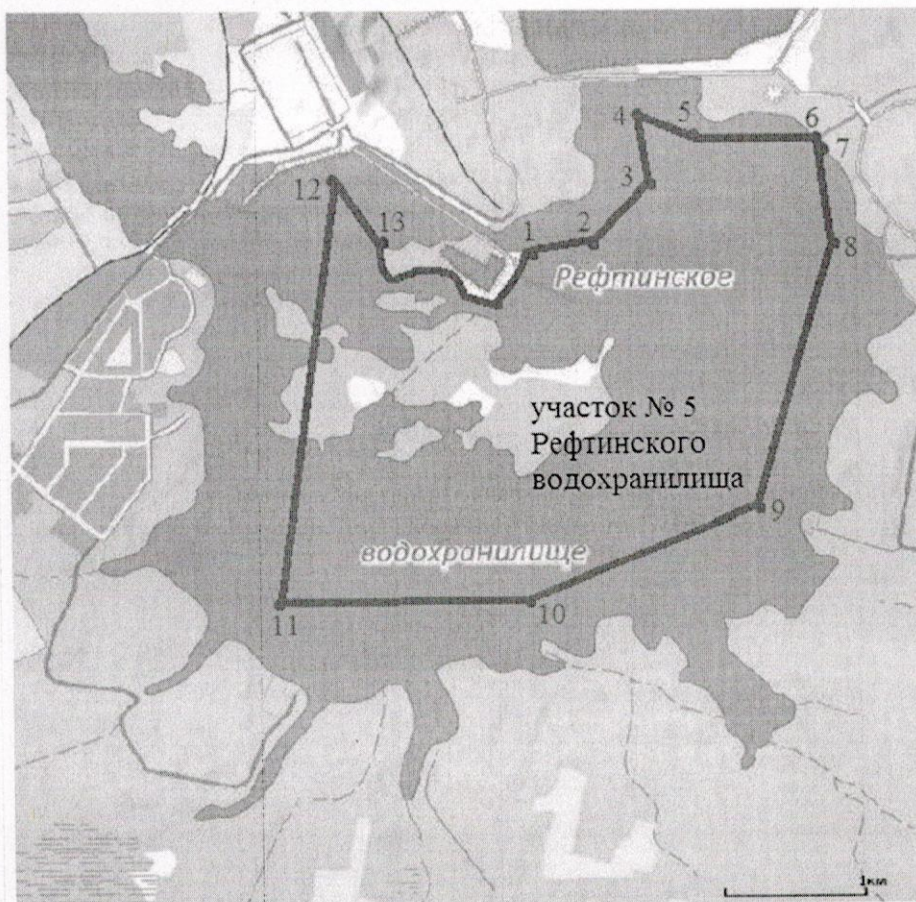 4
5
6
7
3
12
13
1
2
8
Рефтинское
участок № 5
Рефтинского
водохранилища
9
водохранилище
10
11
1км